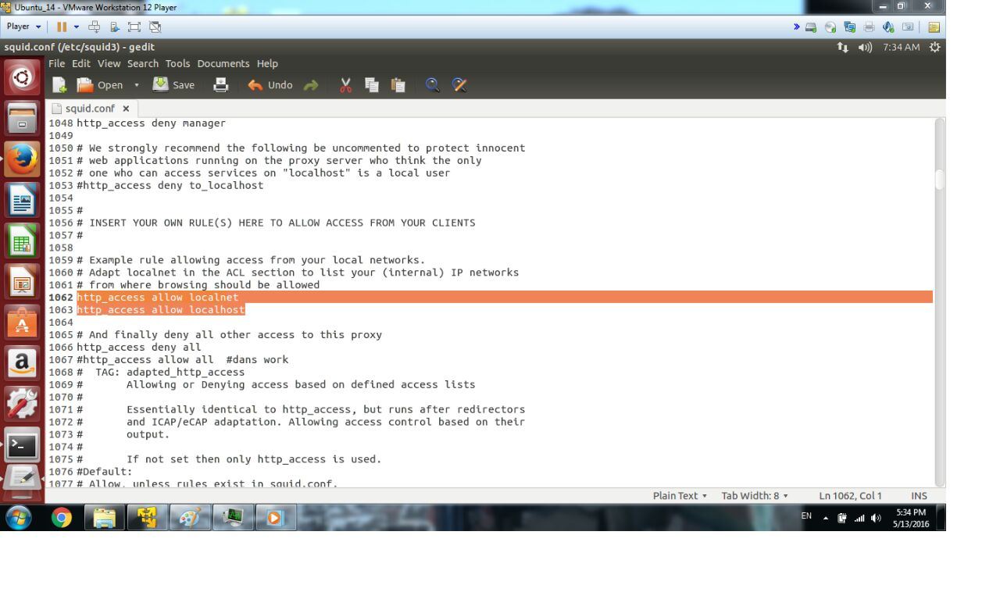 Ubuntu_14 - VMware Workstation 12 Player
Player
squid.conf (/etc/squid3) - gedit
7:34 AM
File Edit View Search Tools Documents Help
Open Save Undo
squid.conf
1048 http_access deny manager
1049
1050 # We strongly recommend the following be uncommented to protect innocent
1051 # web applications running on the proxy server who think the only
1052 # one who can access services on "localhost" is a local user
1053 #http_access deny to_localhost
1054
1055 #
1056 # INSERT YOUR OWN RULE(S) HERE TO ALLOW ACCESS FROM YOUR CLIENTS
1057 #
1058
1059 # Example rule allowing access from your local networks.
1060 # Adapt localnet in the ACL section to list your (internal) IP networks
1061 # from where browsing should be allowed
1062 http_access allow localnet
1063 http_access allow localhost
1064
1065 # And finally deny all other access to this proxy
1066 http_access deny all
1067 #http_access allow all  #dans work
1068 #  TAG: adapted_http_access
1069 #       Allowing or Denying access based on defined access lists
1070 #
1071 #       Essentially identical to http_access, but runs after redirectors
1072 #       and ICAP/eCAP adaptation. Allowing access control based on their
1073 #       output.
1074 #
1075 #       If not set then only http_access is used.
1076 #Default:
1077 # Allow, unless rules exist in squid.conf.
Plain Text Tab Width: 8 Ln 1062, Col 1 INS
EN
5:34 PM
5/13/2016